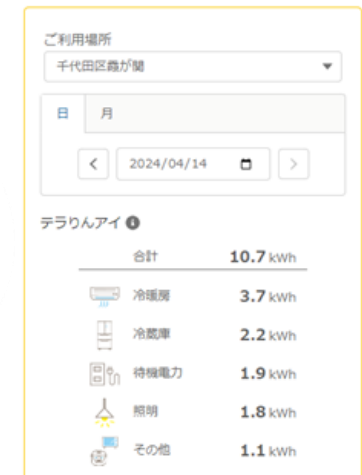 ご利用場所
千代田区霞が関
日 月
2024/04/14
テラりんアイ
合計 10.7 kWh
冷暖房 3.7 kWh
冷蔵庫 2.2 kWh
待機電力 1.9 kWh
照明 1.8 kWh
その他 1.1 kWh